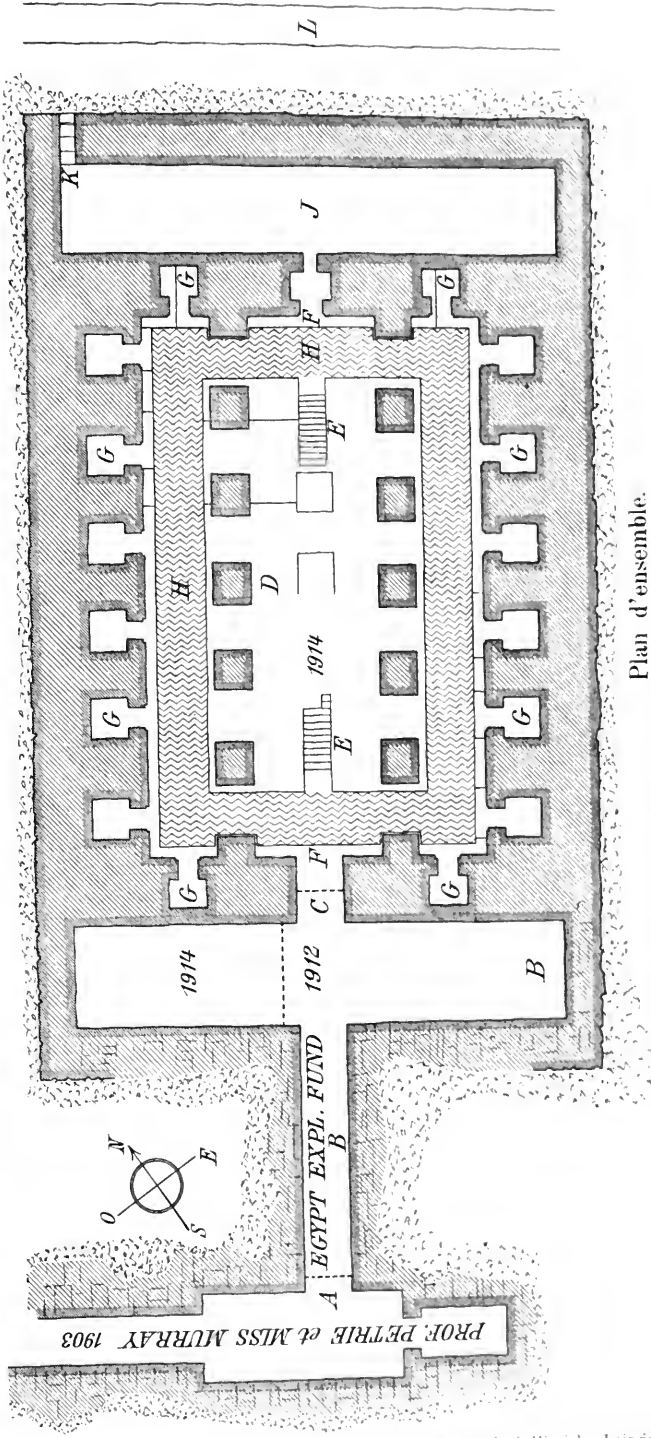 PROF. PETRIE et MISS MURRAY 1903
A
O
N
S
E
EGYPT EXPL. FUND
B
1914
1912
B
C
G
G
F
G
G
E
1914
D
H
E
G
G
H
F
G
G
J
K
L
Plan d'ensemble.